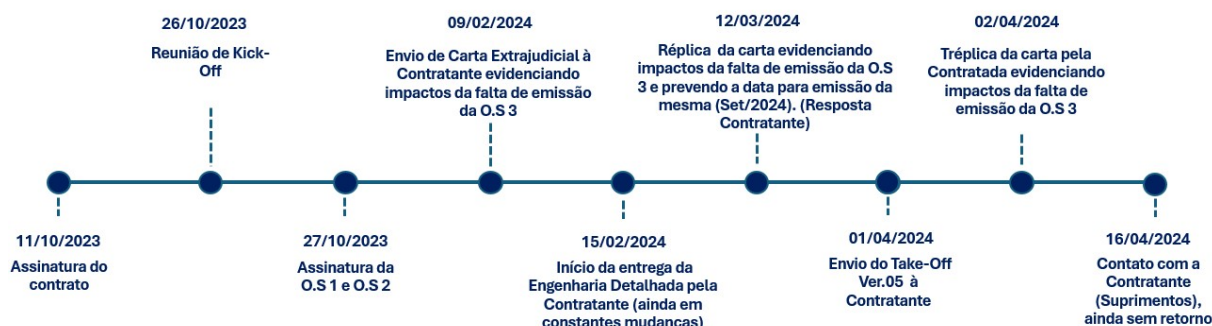 26/10/2023
Reunião de Kick-
Off
09/02/2024
Envio de Carta Extrajudicial à
Contratante evidenciando
impactos da falta de emissão
da O.S 3
12/03/2024
Réplica da carta evidenciando
impactos da falta de emissão da O.S
3 e prevendo a data para emissão da
mesma (Set/2024). (Resposta
Contratante)
02/04/2024
Tréplica da carta pela
Contratada evidenciando
impactos da falta de
emissão da O.S 3
11/10/2023
Assinatura do
contrato
27/10/2023
Assinatura da
O.S 1 e O.S 2
15/02/2024
Início da entrega da
Engenharia Detalhada pela
Contratante (ainda em
constantes mudanças)
01/04/2024
Envio do Take-Off
Ver.05 à
Contratante
16/04/2024
Contato com a
Contratante
(Suprimentos),
ainda sem retorno